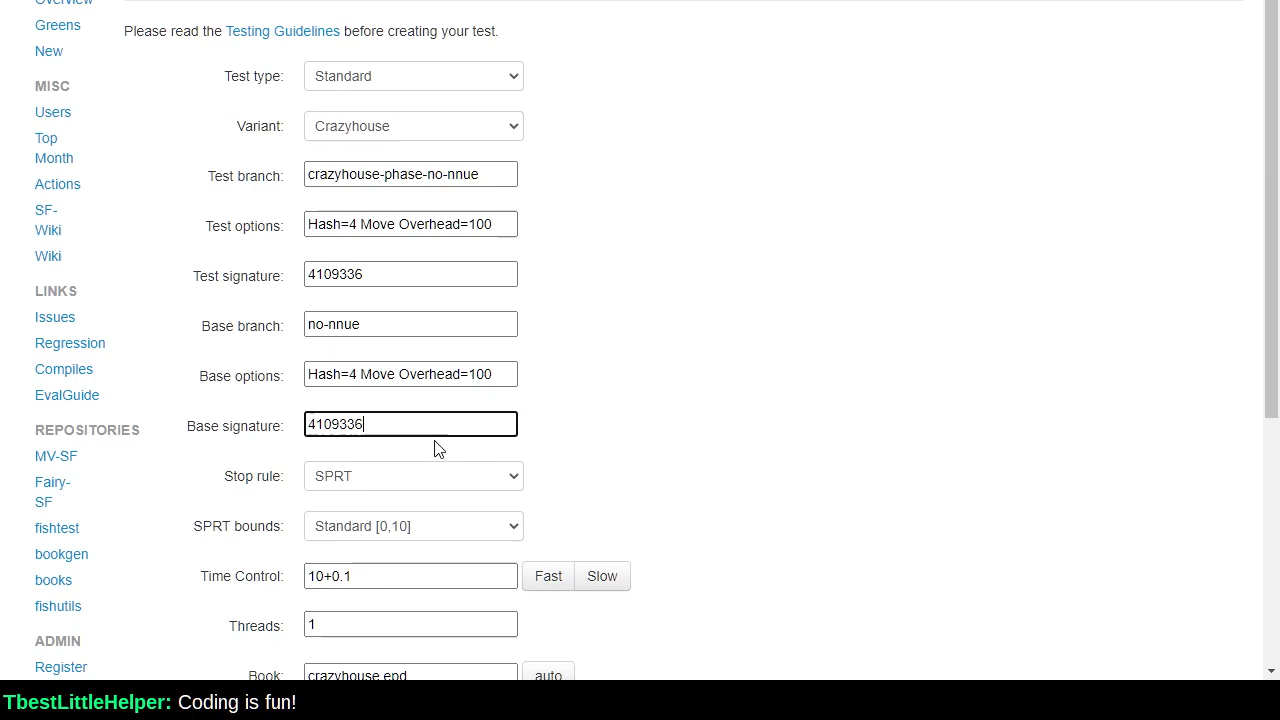 Overview
Greens
New
MISC
Users
Top
Month
Actions
SF-
Wiki
Wiki
LINKS
Issues
Regression
Compiles
EvalGuide
REPOSITORIES
MV-SF
Fairy-
SF
fishtest
bookgen
books
fishutils
ADMIN
Register
Please read the Testing Guidelines before creating your test.
Test type: Standard
Variant: Crazyhouse
Test branch: crazyhouse-phase-no-nnue
Test options: Hash=4 Move Overhead=100
Test signature: 4109336
Base branch: no-nnue
Base options: Hash=4 Move Overhead=100
Base signature: 4109336
Stop rule: SPRT
SPRT bounds: Standard [0,10]
Time Control: 10+0.1 Fast Slow
Threads: 1
Book: crazyhouse.epd auto
TbestLittleHelper: Coding is fun!